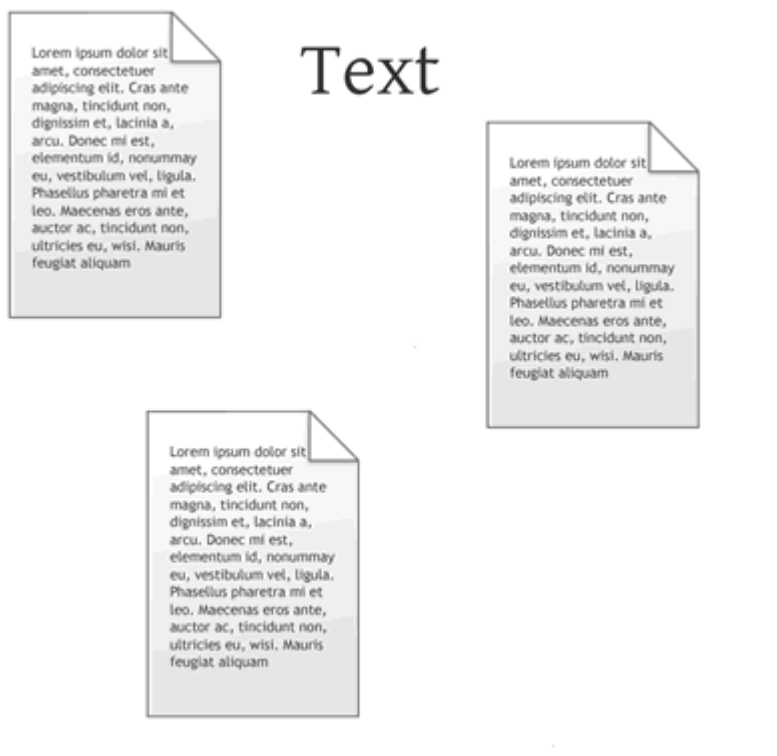 Lorem ipsum dolor sit
amet, consectetuer
adipiscing elit. Cras ante
magna, tincidunt non,
dignissim et, lacinia a,
arcu. Donec mi est,
elementum id, nonummay
eu, vestibulum vel, ligula.
Phasellus pharetra mi et
leo. Maecenas eros ante,
auctor ac, tincidunt non,
ultricies eu, wisi. Mauris
feugiat aliquam
Text
Lorem ipsum dolor sit
amet, consectetuer
adipiscing elit. Cras ante
magna, tincidunt non,
dignissim et, lacinia a,
arcu. Donec mi est,
elementum id, nonummay
eu, vestibulum vel, ligula.
Phasellus pharetra mi et
leo. Maecenas eros ante,
auctor ac, tincidunt non,
ultricies eu, wisi. Mauris
feugiat aliquam
Lorem ipsum dolor sit
amet, consectetuer
adipiscing elit. Cras ante
magna, tincidunt non,
dignissim et, lacinia a,
arcu. Donec mi est,
elementum id, nonummay
eu, vestibulum vel, ligula.
Phasellus pharetra mi et
leo. Maecenas eros ante,
auctor ac, tincidunt non,
ultricies eu, wisi. Mauris
feugiat aliquam